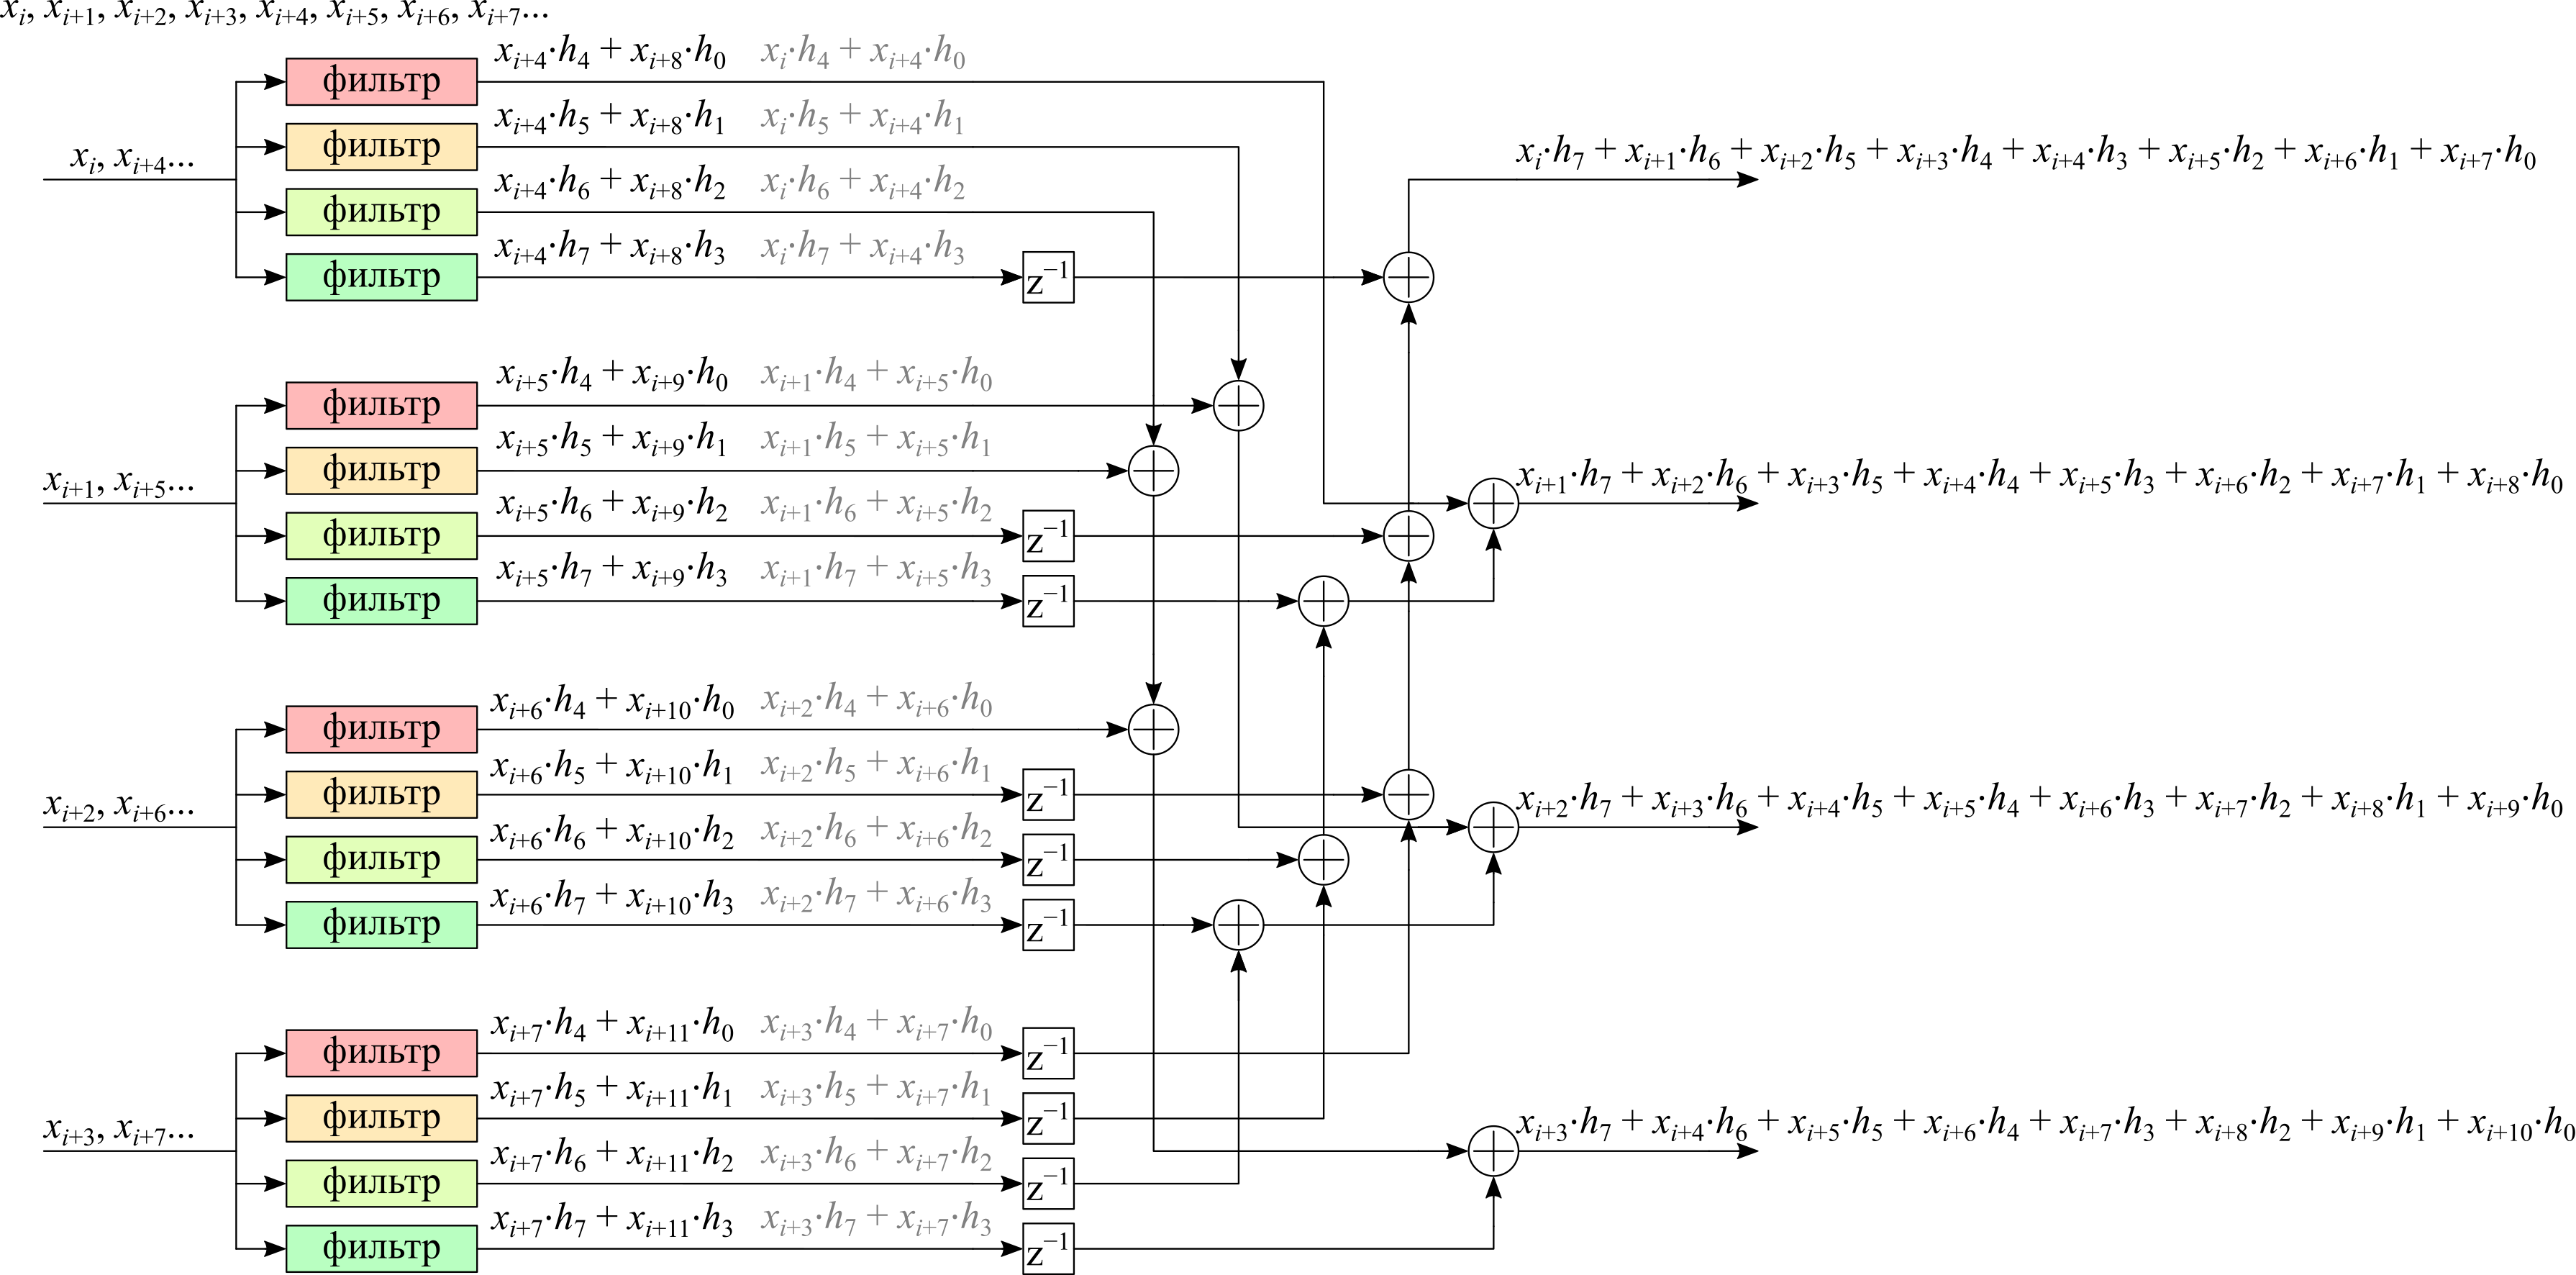 xᵢ, xᵢ₊₁, xᵢ₊₂, xᵢ₊₃, xᵢ₊₄, xᵢ₊₅, xᵢ₊₆, xᵢ₊₇...
xᵢ, xᵢ₊₄...
фильтр xᵢ₊₄·h₄ + xᵢ₊₈·h₀ xᵢ·h₄ + xᵢ₊₄·h₀
фильтр xᵢ₊₄·h₅ + xᵢ₊₈·h₁ xᵢ·h₅ + xᵢ₊₄·h₁
фильтр xᵢ₊₄·h₆ + xᵢ₊₈·h₂ xᵢ·h₆ + xᵢ₊₄·h₂
фильтр xᵢ₊₄·h₇ + xᵢ₊₈·h₃ xᵢ·h₇ + xᵢ₊₄·h₃ z⁻¹
xᵢ·h₇ + xᵢ₊₁·h₆ + xᵢ₊₂·h₅ + xᵢ₊₃·h₄ + xᵢ₊₄·h₃ + xᵢ₊₅·h₂ + xᵢ₊₆·h₁ + xᵢ₊₇·h₀
xᵢ₊₁, xᵢ₊₅...
фильтр xᵢ₊₅·h₄ + xᵢ₊₉·h₀ xᵢ₊₁·h₄ + xᵢ₊₅·h₀
фильтр xᵢ₊₅·h₅ + xᵢ₊₉·h₁ xᵢ₊₁·h₅ + xᵢ₊₅·h₁
фильтр xᵢ₊₅·h₆ + xᵢ₊₉·h₂ xᵢ₊₁·h₆ + xᵢ₊₅·h₂ z⁻¹
фильтр xᵢ₊₅·h₇ + xᵢ₊₉·h₃ xᵢ₊₁·h₇ + xᵢ₊₅·h₃ z⁻¹
xᵢ₊₁·h₇ + xᵢ₊₂·h₆ + xᵢ₊₃·h₅ + xᵢ₊₄·h₄ + xᵢ₊₅·h₃ + xᵢ₊₆·h₂ + xᵢ₊₇·h₁ + xᵢ₊₈·h₀
xᵢ₊₂, xᵢ₊₆...
фильтр xᵢ₊₆·h₄ + xᵢ₊₁₀·h₀ xᵢ₊₂·h₄ + xᵢ₊₆·h₀
фильтр xᵢ₊₆·h₅ + xᵢ₊₁₀·h₁ xᵢ₊₂·h₅ + xᵢ₊₆·h₁ z⁻¹
фильтр xᵢ₊₆·h₆ + xᵢ₊₁₀·h₂ xᵢ₊₂·h₆ + xᵢ₊₆·h₂ z⁻¹
фильтр xᵢ₊₆·h₇ + xᵢ₊₁₀·h₃ xᵢ₊₂·h₇ + xᵢ₊₆·h₃ z⁻¹
xᵢ₊₂·h₇ + xᵢ₊₃·h₆ + xᵢ₊₄·h₅ + xᵢ₊₅·h₄ + xᵢ₊₆·h₃ + xᵢ₊₇·h₂ + xᵢ₊₈·h₁ + xᵢ₊₉·h₀
xᵢ₊₃, xᵢ₊₇...
фильтр xᵢ₊₇·h₄ + xᵢ₊₁₁·h₀ xᵢ₊₃·h₄ + xᵢ₊₇·h₀ z⁻¹
фильтр xᵢ₊₇·h₅ + xᵢ₊₁₁·h₁ xᵢ₊₃·h₅ + xᵢ₊₇·h₁ z⁻¹
фильтр xᵢ₊₇·h₆ + xᵢ₊₁₁·h₂ xᵢ₊₃·h₆ + xᵢ₊₇·h₂ z⁻¹
фильтр xᵢ₊₇·h₇ + xᵢ₊₁₁·h₃ xᵢ₊₃·h₇ + xᵢ₊₇·h₃ z⁻¹
xᵢ₊₃·h₇ + xᵢ₊₄·h₆ + xᵢ₊₅·h₅ + xᵢ₊₆·h₄ + xᵢ₊₇·h₃ + xᵢ₊₈·h₂ + xᵢ₊₉·h₁ + xᵢ₊₁₀·h₀